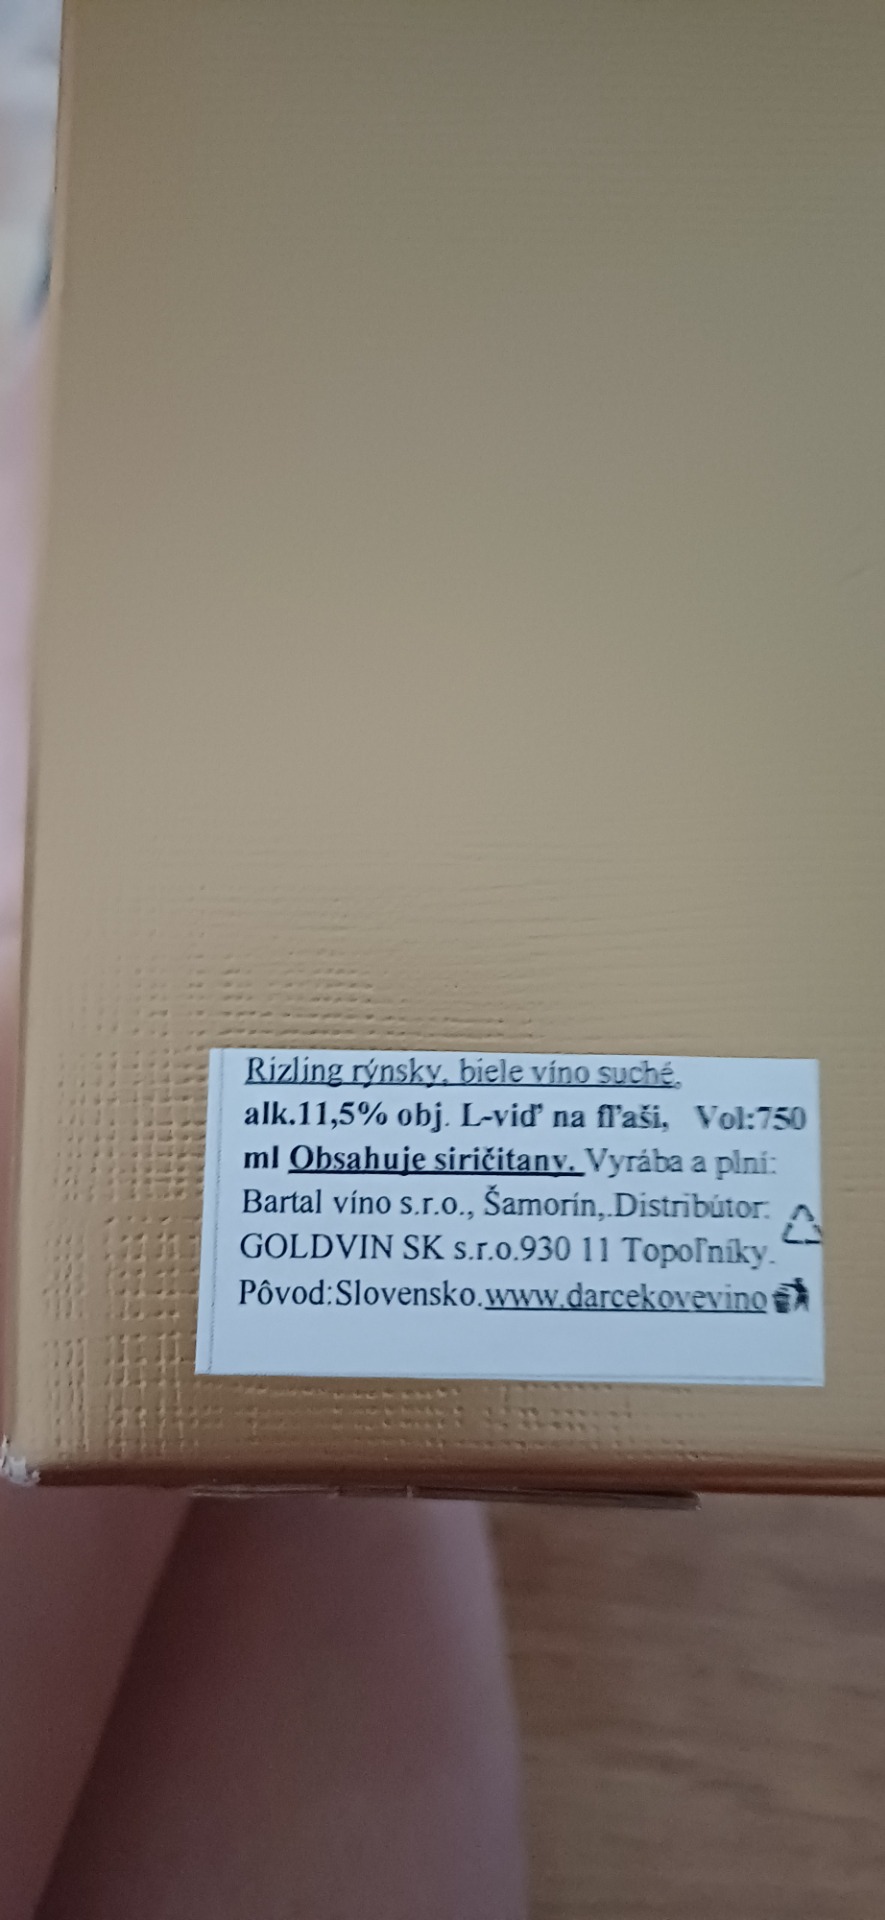 Rizling rýnsky, biele víno suché,
alk.11,5% obj. L-viď na fľaši, Vol:750
ml Obsahuje siričitany. Vyrába a plní:
Bartal víno s.r.o., Šamorín,.Distribútor:
GOLDVIN SK s.r.o.930 11 Topoľníky.
Pôvod:Slovensko.www.darcekovevino